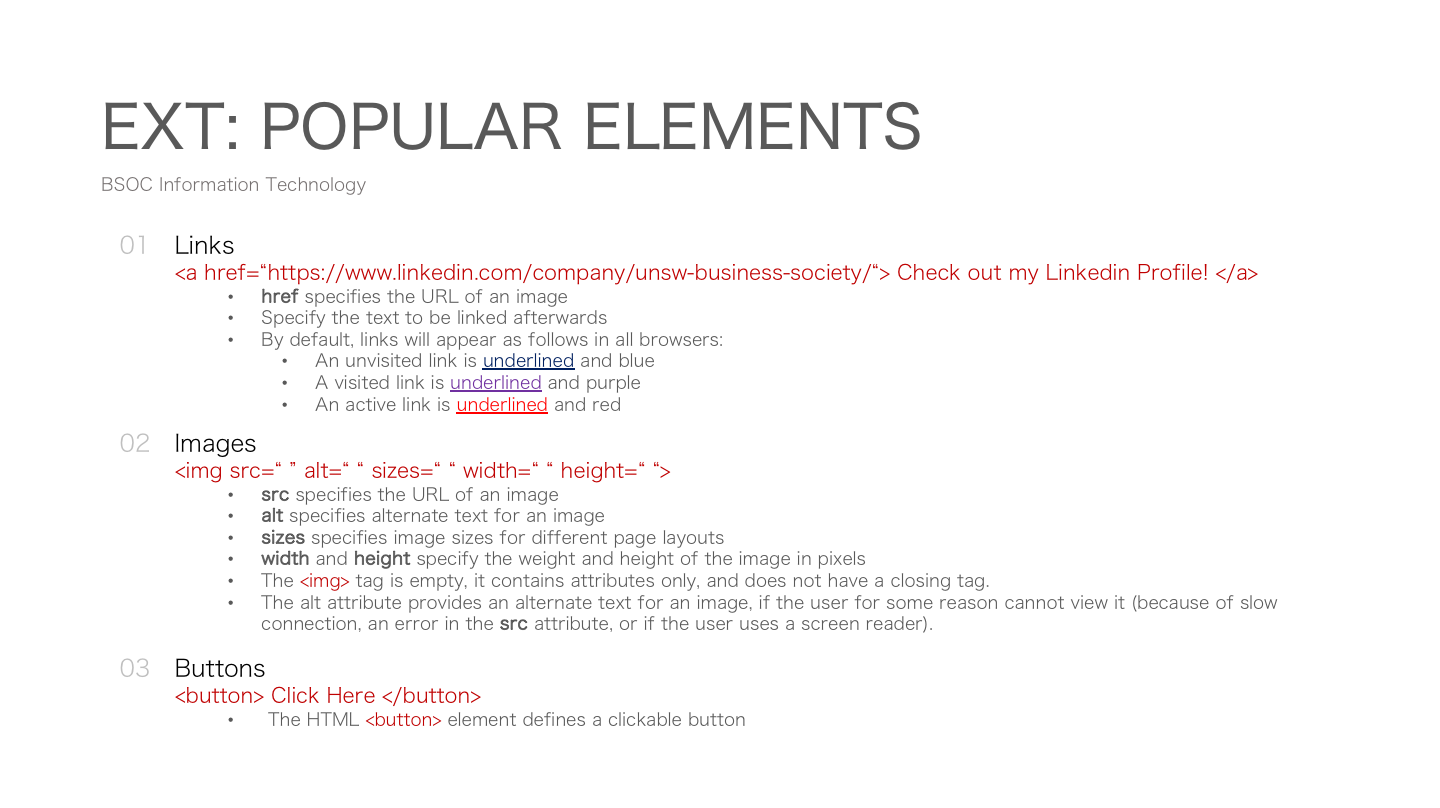 EXT: POPULAR ELEMENTS
BSOC Information Technology
01 Links
<a href=“https://www.linkedin.com/company/unsw-business-society/“> Check out my Linkedin Profile! </a>
• href specifies the URL of an image
• Specify the text to be linked afterwards
• By default, links will appear as follows in all browsers:
• An unvisited link is underlined and blue
• A visited link is underlined and purple
• An active link is underlined and red
02 Images
<img src=“ ” alt=“ “ sizes=“ “ width=“ “ height=“ “>
• src specifies the URL of an image
• alt specifies alternate text for an image
• sizes specifies image sizes for different page layouts
• width and height specify the weight and height of the image in pixels
• The <img> tag is empty, it contains attributes only, and does not have a closing tag.
• The alt attribute provides an alternate text for an image, if the user for some reason cannot view it (because of slow
connection, an error in the src attribute, or if the user uses a screen reader).
03 Buttons
<button> Click Here </button>
• The HTML <button> element defines a clickable button